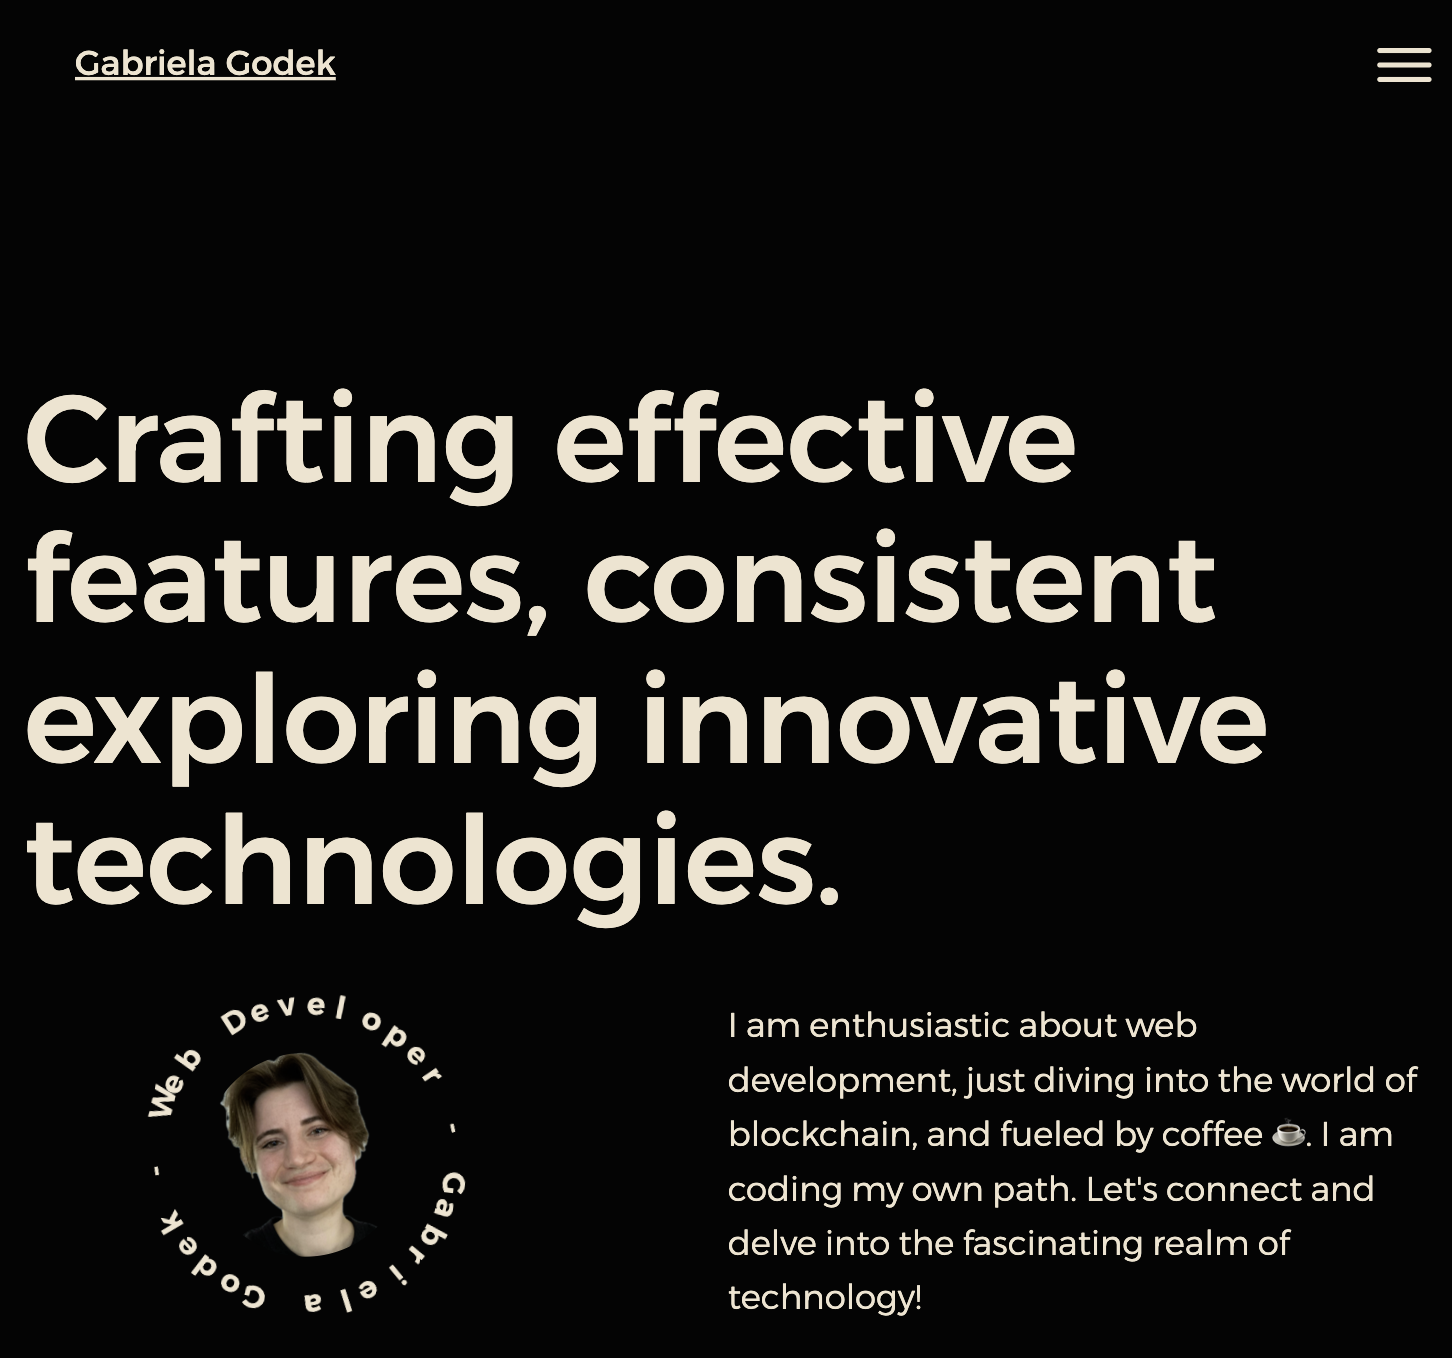 Gabriela Godek
Crafting effective
features, consistent
exploring innovative
technologies.
Web Developer - Gabriela Godek -
I am enthusiastic about web
development, just diving into the world of
blockchain, and fueled by coffee ☕. I am
coding my own path. Let's connect and
delve into the fascinating realm of
technology!